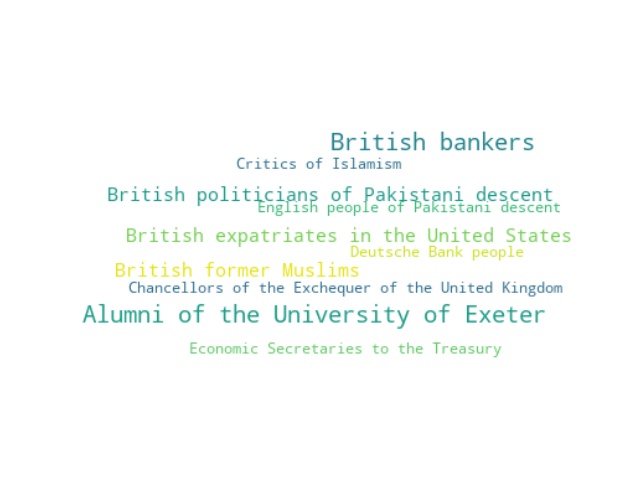 British bankers
Critics of Islamism
British politicians of Pakistani descent
English people of Pakistani descent
British expatriates in the United States
Deutsche Bank people
British former Muslims
Chancellors of the Exchequer of the United Kingdom
Alumni of the University of Exeter
Economic Secretaries to the Treasury